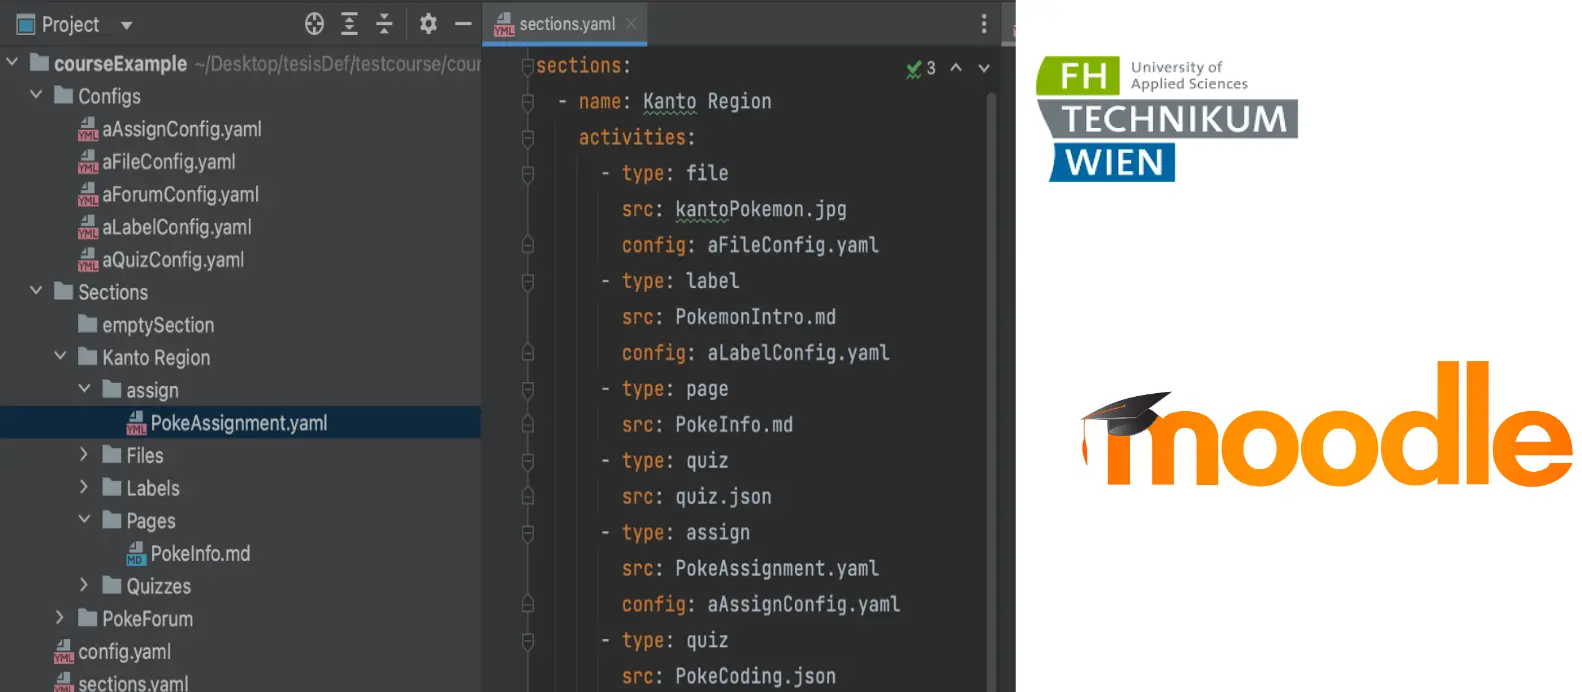 Project
courseExample ~/Desktop/tesisDef/testcourse/cour
Configs
aAssignConfig.yaml
aFileConfig.yaml
aForumConfig.yaml
aLabelConfig.yaml
aQuizConfig.yaml
Sections
emptySection
Kanto Region
assign
PokeAssignment.yaml
Files
Labels
Pages
PokeInfo.md
Quizzes
PokeForum
config.yaml
sections.yaml
sections.yaml
3
sections:
- name: Kanto Region
activities:
- type: file
src: kantoPokemon.jpg
config: aFileConfig.yaml
- type: label
src: PokemonIntro.md
config: aLabelConfig.yaml
- type: page
src: PokeInfo.md
- type: quiz
src: quiz.json
- type: assign
src: PokeAssignment.yaml
config: aAssignConfig.yaml
- type: quiz
src: PokeCoding.json
FH University of
Applied Sciences
TECHNIKUM
WIEN
moodle